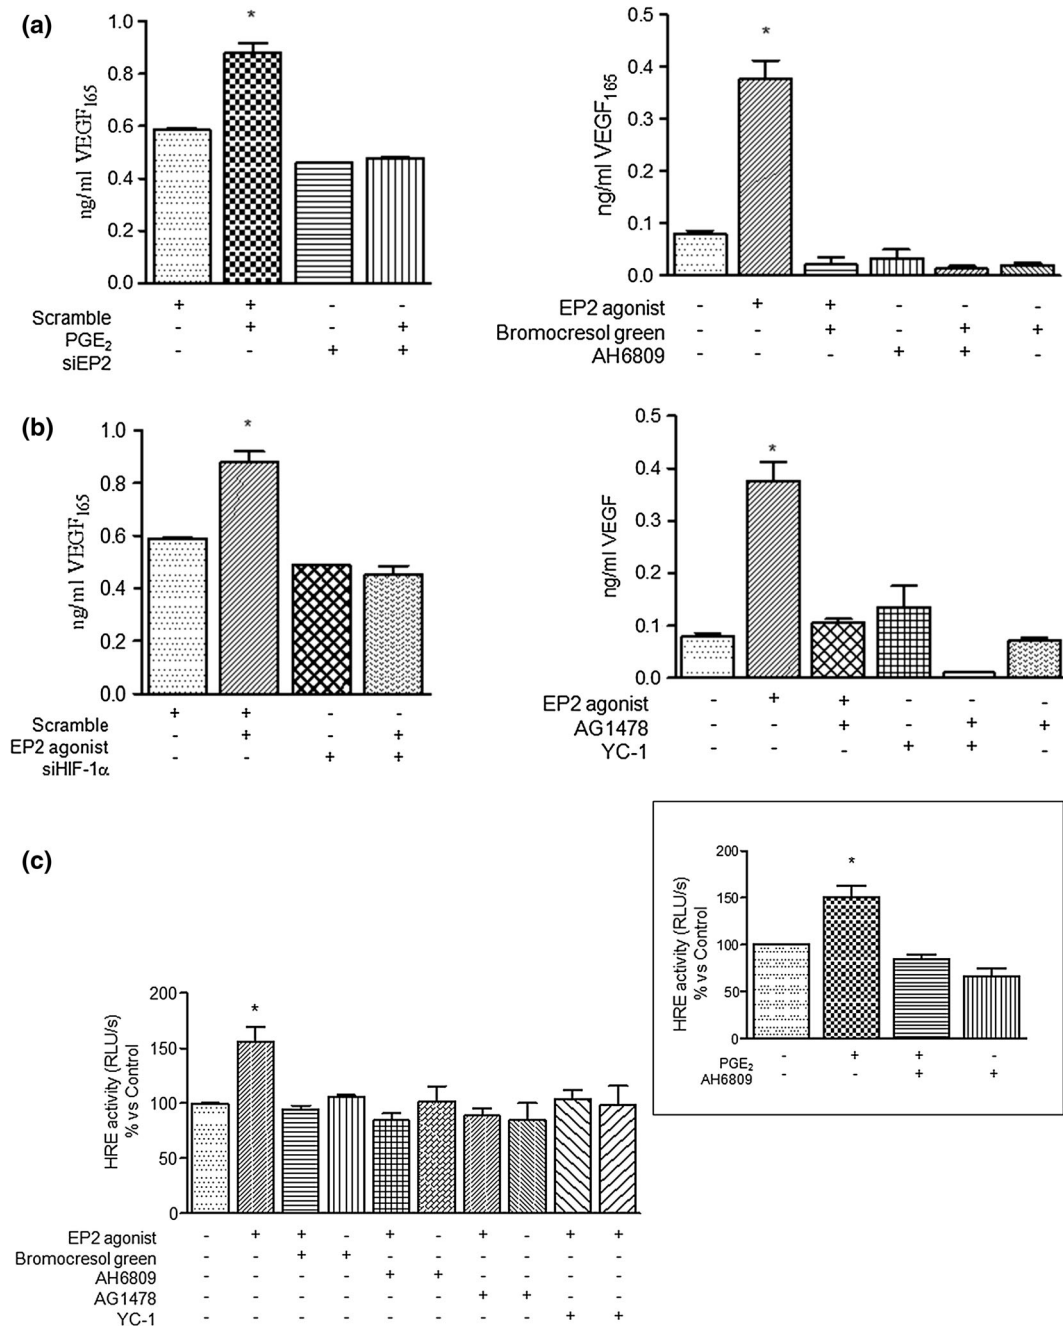 (a)
*
1.0
0.8
0.6
0.4
0.2
0.0
ng/ml VEGF165
+ + - -
Scramble
- + - +
PGE2
- - + +
siEP2
*
0.5
0.4
0.3
0.2
0.1
0.0
ng/ml VEGF165
EP2 agonist - + + - - -
Bromocresol green - - + - + +
AH6809 - - - + + -
(b)
*
1.0
0.8
0.6
0.4
0.2
0.0
ng/ml VEGF165
+ + - -
Scramble
- + - +
EP2 agonist
- - + +
siHIF-1α
*
0.5
0.4
0.3
0.2
0.1
0.0
ng/ml VEGF
EP2 agonist - + + - - -
AG1478 - - + - + +
YC-1 - - - + + -
(c)
*
200
150
100
50
0
HRE activity (RLU/s)
% vs Control
EP2 agonist - + + - + - + - + +
Bromocresol green - - + + - - - - - -
AH6809 - - - - + + - - - -
AG1478 - - - - - - + + - -
YC-1 - - - - - - - - + +
*
200
150
100
50
0
HRE activity (RLU/s)
% vs Control
PGE2 - + + -
AH6809 - - + +